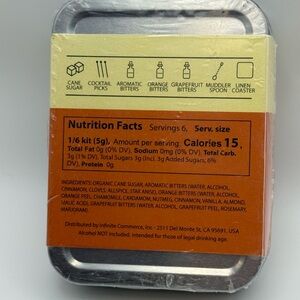 CANE SUGAR
COCKTAIL PICKS
AROMATIC BITTERS
ORANGE BITTERS
GRAPEFRUIT BITTERS
MUDDLER SPOON
LINEN COASTER
Nutrition Facts Servings 6, Serv. size
1/6 kit (5g), Amount per serving Calories 15,
Total Fat 0g (0% DV), Sodium 0mg (0% DV), Total Carb.
3g (1% DV), Total Sugars 3g (Incl. 3g Added Sugars, 6%
DV), Protein 0g
INGREDIENTS: ORGANIC CANE SUGAR, AROMATIC BITTERS (WATER, ALCOHOL,
CINNAMON, CLOVES, ALLSPICE, STAR ANISE), ORANGE BITTERS (WATER, ALCOHOL,
ORANGE PEEL, CHAMOMILE, CARDAMOM, NUTMEG, CINNAMON, VANILLA, ALMOND,
ACID), GRAPEFRUIT BITTERS (WATER, ALCOHOL, GRAPEFRUIT PEEL, ROSEMARY,
MARJORAM).
Distributed by Infinite Commerce, Inc - 2511 Del Monte St, CA 95691, USA
Alcohol NOT included. Intended for those of legal drinking age.